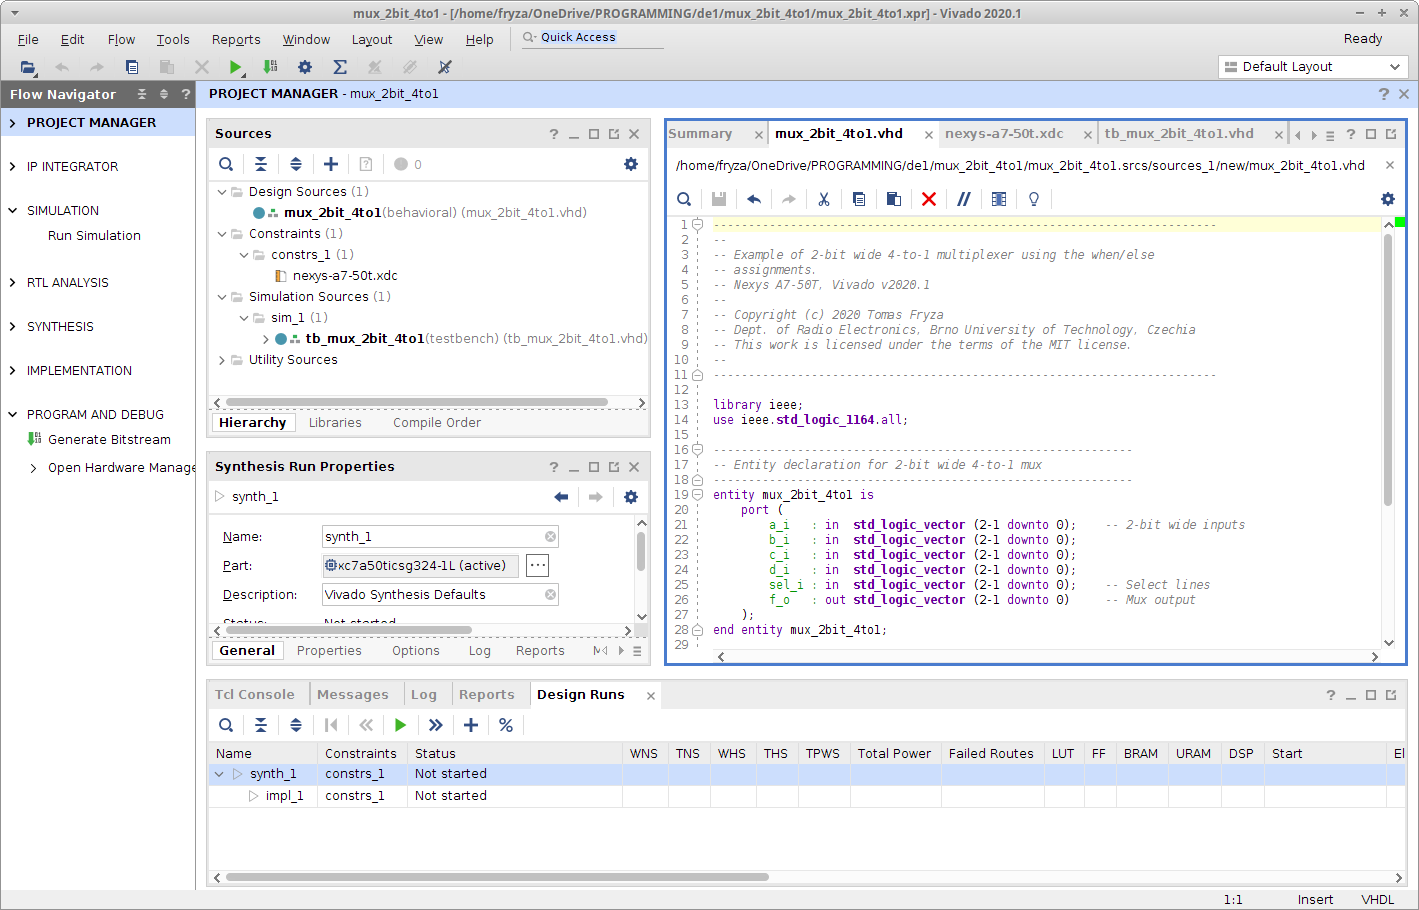 mux_2bit_4to1 - [/home/fryza/OneDrive/PROGRAMMING/de1/mux_2bit_4to1/mux_2bit_4to1.xpr] - Vivado 2020.1
File Edit Flow Tools Reports Window Layout View Help Quick Access Ready
Default Layout
Flow Navigator
PROJECT MANAGER
IP INTEGRATOR
SIMULATION
Run Simulation
RTL ANALYSIS
SYNTHESIS
IMPLEMENTATION
PROGRAM AND DEBUG
Generate Bitstream
Open Hardware Manage
PROJECT MANAGER - mux_2bit_4to1
Sources
0
Design Sources (1)
mux_2bit_4to1(behavioral) (mux_2bit_4to1.vhd)
Constraints (1)
constrs_1 (1)
nexys-a7-50t.xdc
Simulation Sources (1)
sim_1 (1)
tb_mux_2bit_4to1(testbench) (tb_mux_2bit_4to1.vhd)
Utility Sources
Hierarchy Libraries Compile Order
Synthesis Run Properties
synth_1
Name: synth_1
Part: xc7a50ticsg324-1L (active)
Description: Vivado Synthesis Defaults
Status: Not started
General Properties Options Log Reports
Summary mux_2bit_4to1.vhd nexys-a7-50t.xdc tb_mux_2bit_4to1.vhd
/home/fryza/OneDrive/PROGRAMMING/de1/mux_2bit_4to1/mux_2bit_4to1.srcs/sources_1/new/mux_2bit_4to1.vhd
1 ------------------------------------------------------------------------
2 --
3 -- Example of 2-bit wide 4-to-1 multiplexer using the when/else
4 -- assignments.
5 -- Nexys A7-50T, Vivado v2020.1
6 --
7 -- Copyright (c) 2020 Tomas Fryza
8 -- Dept. of Radio Electronics, Brno University of Technology, Czechia
9 -- This work is licensed under the terms of the MIT license.
10 --
11 ------------------------------------------------------------------------
12
13 library ieee;
14 use ieee.std_logic_1164.all;
15
16 ------------------------------------------------------------
17 -- Entity declaration for 2-bit wide 4-to-1 mux
18 ------------------------------------------------------------
19 entity mux_2bit_4to1 is
20 port (
21 a_i : in std_logic_vector (2-1 downto 0); -- 2-bit wide inputs
22 b_i : in std_logic_vector (2-1 downto 0);
23 c_i : in std_logic_vector (2-1 downto 0);
24 d_i : in std_logic_vector (2-1 downto 0);
25 sel_i : in std_logic_vector (2-1 downto 0); -- Select lines
26 f_o : out std_logic_vector (2-1 downto 0) -- Mux output
27 );
28 end entity mux_2bit_4to1;
29
Tcl Console Messages Log Reports Design Runs
Name Constraints Status WNS TNS WHS THS TPWS Total Power Failed Routes LUT FF BRAM URAM DSP Start El
synth_1 constrs_1 Not started
impl_1 constrs_1 Not started
1:1 Insert VHDL